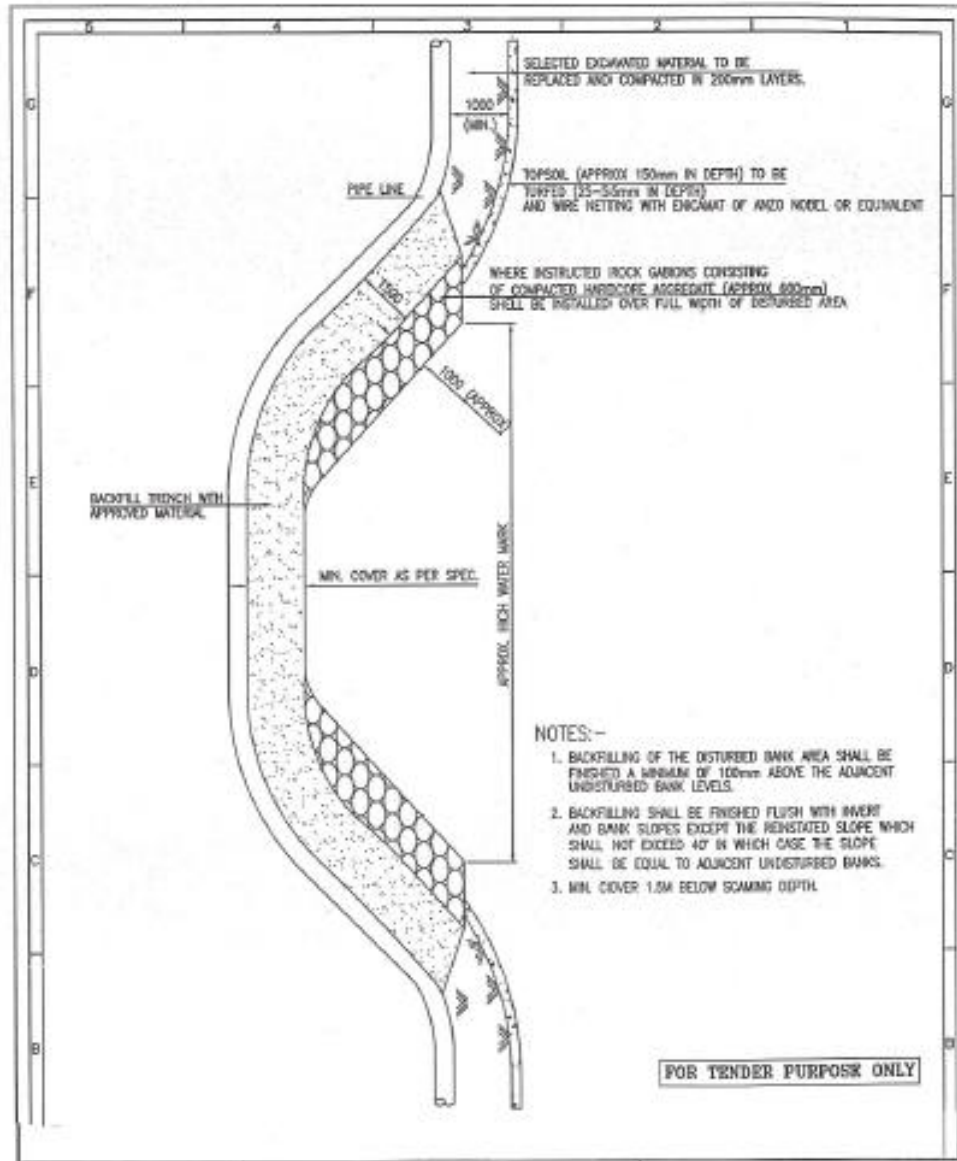 5 4 3 2 1
SELECTED EXCAVATED MATERIAL TO BE
REPLACED AND COMPACTED IN 200mm LAYERS.
1000
(MIN.)
PIPE LINE
TOPSOIL (APPROX 150mm IN DEPTH) TO BE
TURFED (25-55mm IN DEPTH)
AND WIRE NETTING WITH ENKAMAT OF ANZO NOBEL OR EQUIVALENT
WHERE INSTRUCTED ROCK GABIONS CONSISTING
OF COMPACTED HARDCORE AGGREGATE (APPROX 600mm)
SHELL BE INSTALLED OVER FULL WIDTH OF DISTURBED AREA
1500
1000 (APPROX)
BACKFILL TRENCH WITH
APPROVED MATERIAL
MIN. COVER AS PER SPEC.
APPROX. HIGH WATER MARK
NOTES:-
1. BACKFILLING OF THE DISTURBED BANK AREA SHALL BE
FINISHED A MINIMUM OF 100mm ABOVE THE ADJACENT
UNDISTURBED BANK LEVELS.
2. BACKFILLING SHALL BE FINISHED FLUSH WITH INVERT
AND BANK SLOPES EXCEPT THE REINSTATED SLOPE WHICH
SHALL NOT EXCEED 40° IN WHICH CASE THE SLOPE
SHALL BE EQUAL TO ADJACENT UNDISTURBED BANKS.
3. MIN. COVER 1.5M BELOW DEPTH.
FOR TENDER PURPOSE ONLY
G G
F F
E E
D D
C C
B B